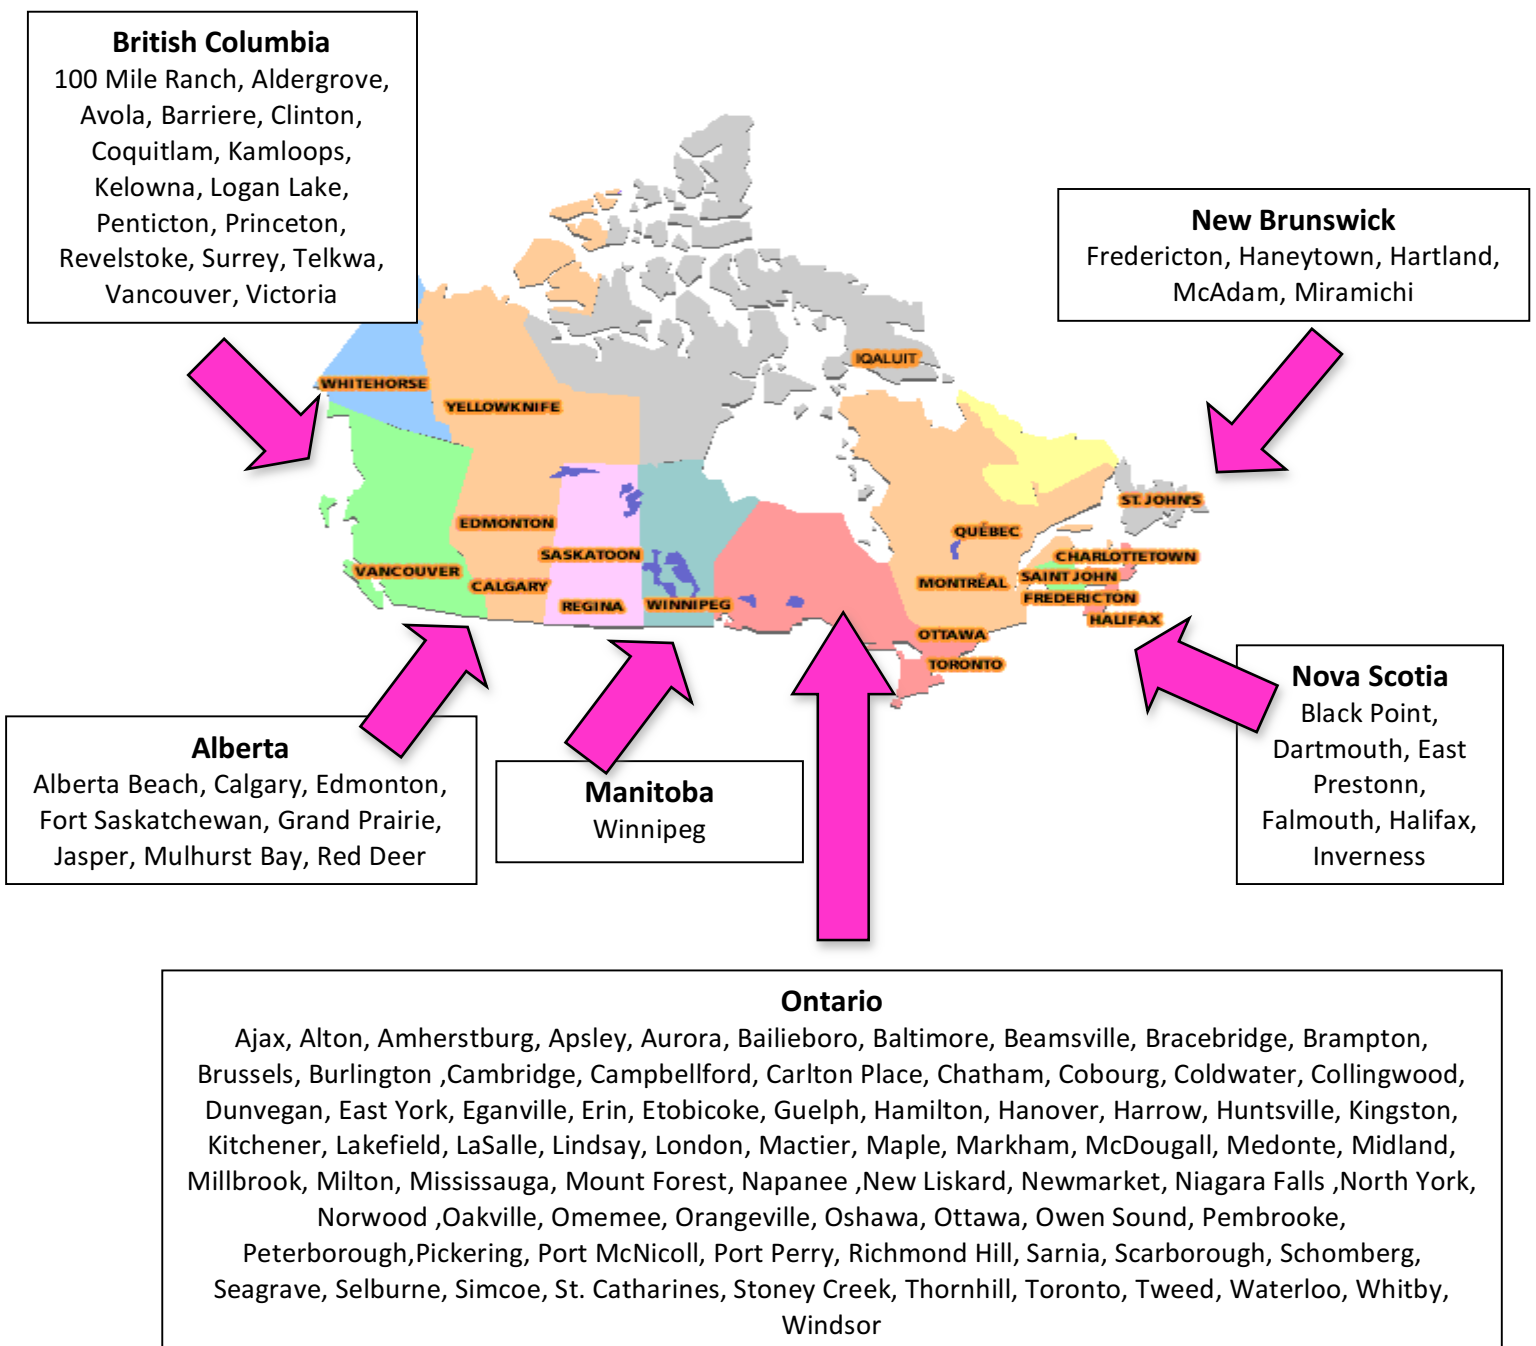 British Columbia
100 Mile Ranch, Aldergrove,
Avola, Barriere, Clinton,
Coquitlam, Kamloops,
Kelowna, Logan Lake,
Penticton, Princeton,
Revelstoke, Surrey, Telkwa,
Vancouver, Victoria
New Brunswick
Fredericton, Haneytown, Hartland,
McAdam, Miramichi
IQALUIT
WHITEHORSE
YELLOWKNIFE
ST. JOHN'S
EDMONTON
QUÉBEC
SASKATOON
CHARLOTTETOWN
VANCOUVER
CALGARY
MONTRÉAL
SAINT JOHN
REGINA
WINNIPEG
FREDERICTON
HALIFAX
OTTAWA
TORONTO
Nova Scotia
Black Point,
Dartmouth, East
Prestonn,
Falmouth, Halifax,
Inverness
Alberta
Alberta Beach, Calgary, Edmonton,
Fort Saskatchewan, Grand Prairie,
Jasper, Mulhurst Bay, Red Deer
Manitoba
Winnipeg
Ontario
Ajax, Alton, Amherstburg, Apsley, Aurora, Bailieboro, Baltimore, Beamsville, Bracebridge, Brampton,
Brussels, Burlington ,Cambridge, Campbellford, Carlton Place, Chatham, Cobourg, Coldwater, Collingwood,
Dunvegan, East York, Eganville, Erin, Etobicoke, Guelph, Hamilton, Hanover, Harrow, Huntsville, Kingston,
Kitchener, Lakefield, LaSalle, Lindsay, London, Mactier, Maple, Markham, McDougall, Medonte, Midland,
Millbrook, Milton, Mississauga, Mount Forest, Napanee ,New Liskard, Newmarket, Niagara Falls ,North York,
Norwood ,Oakville, Omemee, Orangeville, Oshawa, Ottawa, Owen Sound, Pembrooke,
Peterborough,Pickering, Port McNicoll, Port Perry, Richmond Hill, Sarnia, Scarborough, Schomberg,
Seagrave, Selburne, Simcoe, St. Catharines, Stoney Creek, Thornhill, Toronto, Tweed, Waterloo, Whitby,
Windsor